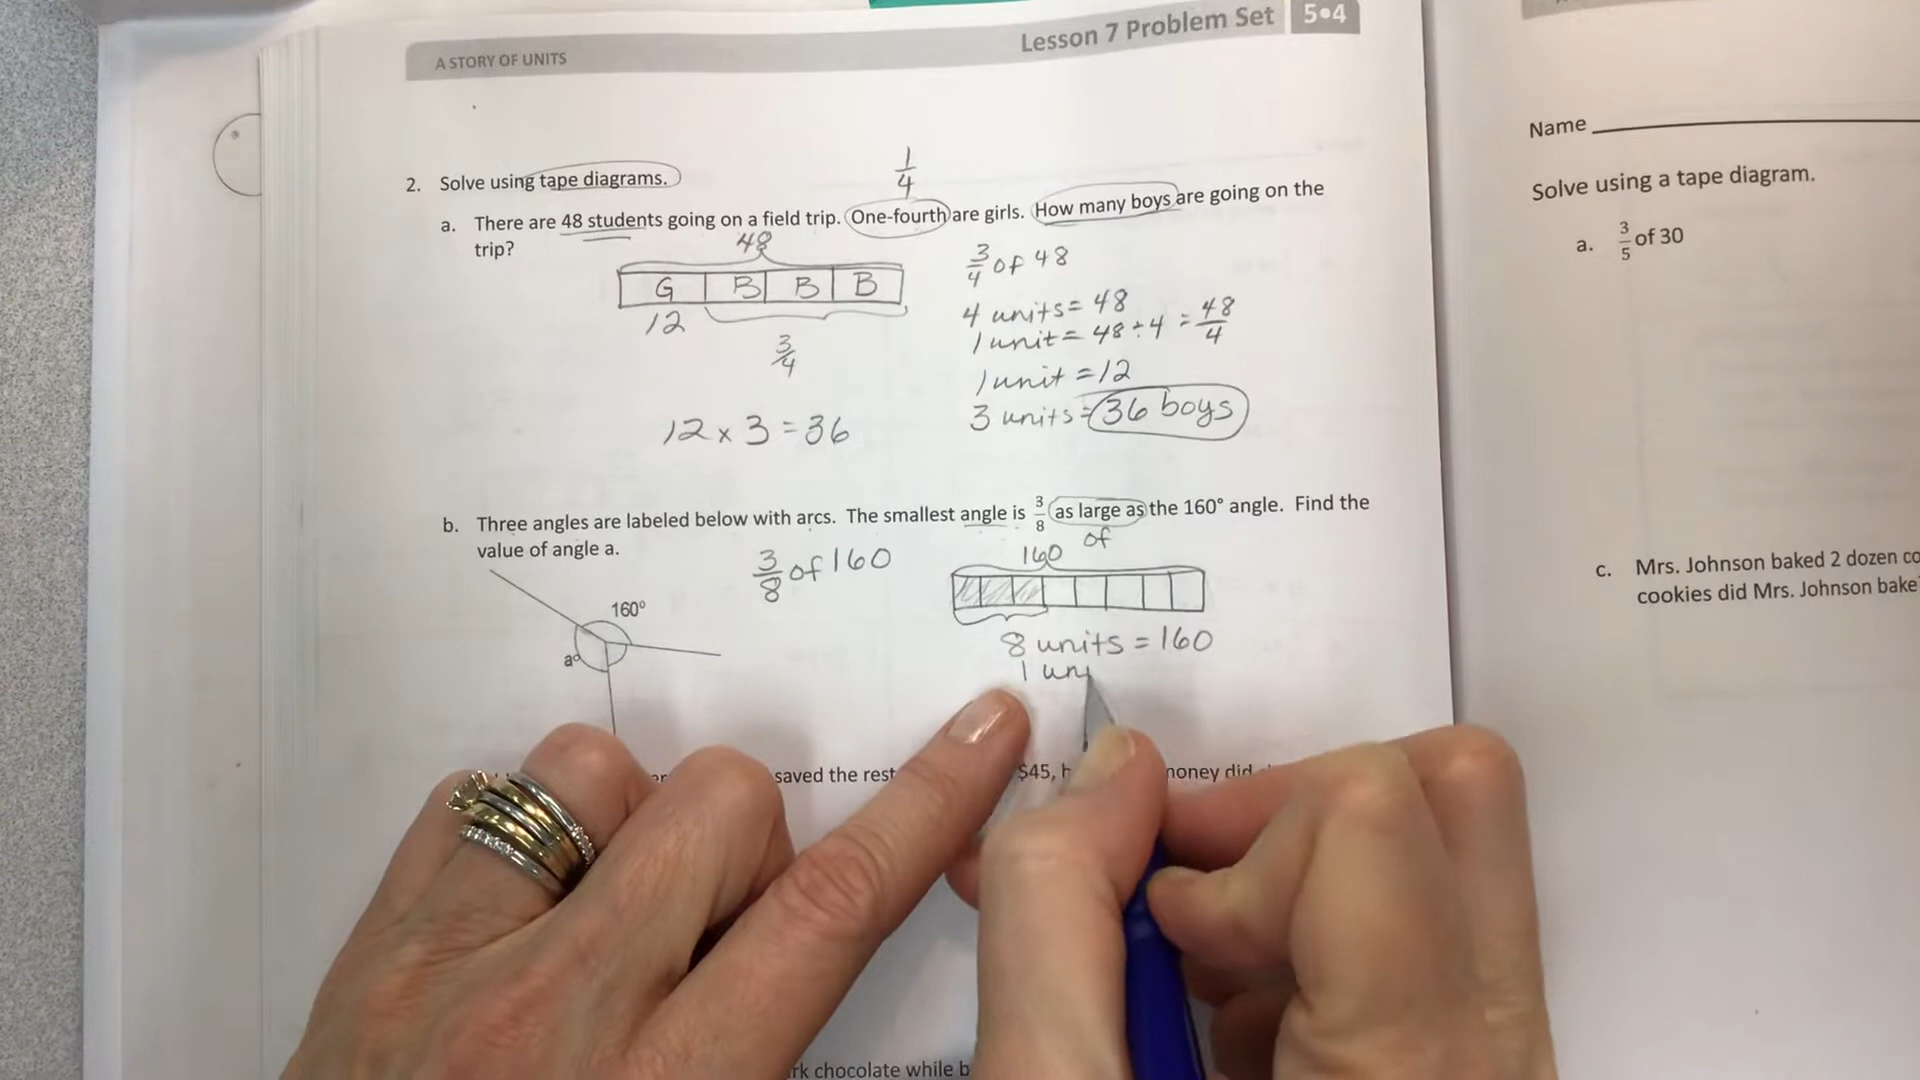 A STORY OF UNITS
Lesson 7 Problem Set 5•4
2. Solve using tape diagrams.
1/4
a. There are 48 students going on a field trip. One-fourth are girls. How many boys are going on the
trip?
48
G B B B
12
3/4
12 x 3 = 36
3/4 of 48
4 units = 48
1 unit = 48 ÷ 4 = 48/4
1 unit = 12
3 units = 36 boys
b. Three angles are labeled below with arcs. The smallest angle is 3/8 as large as the 160° angle. Find the
value of angle a.
of
3/8 of 160
160
160°
a°
8 units = 160
1 uni
saved the rest
$45, h
money did
rk chocolate while b
Name
Solve using a tape diagram.
a. 3/5 of 30
c. Mrs. Johnson baked 2 dozen co
cookies did Mrs. Johnson bake